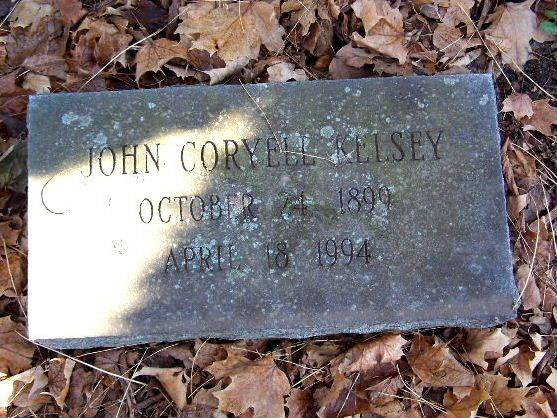 JOHN CORYELL KELSEY
OCTOBER 24 1899
APRIL 18 1994